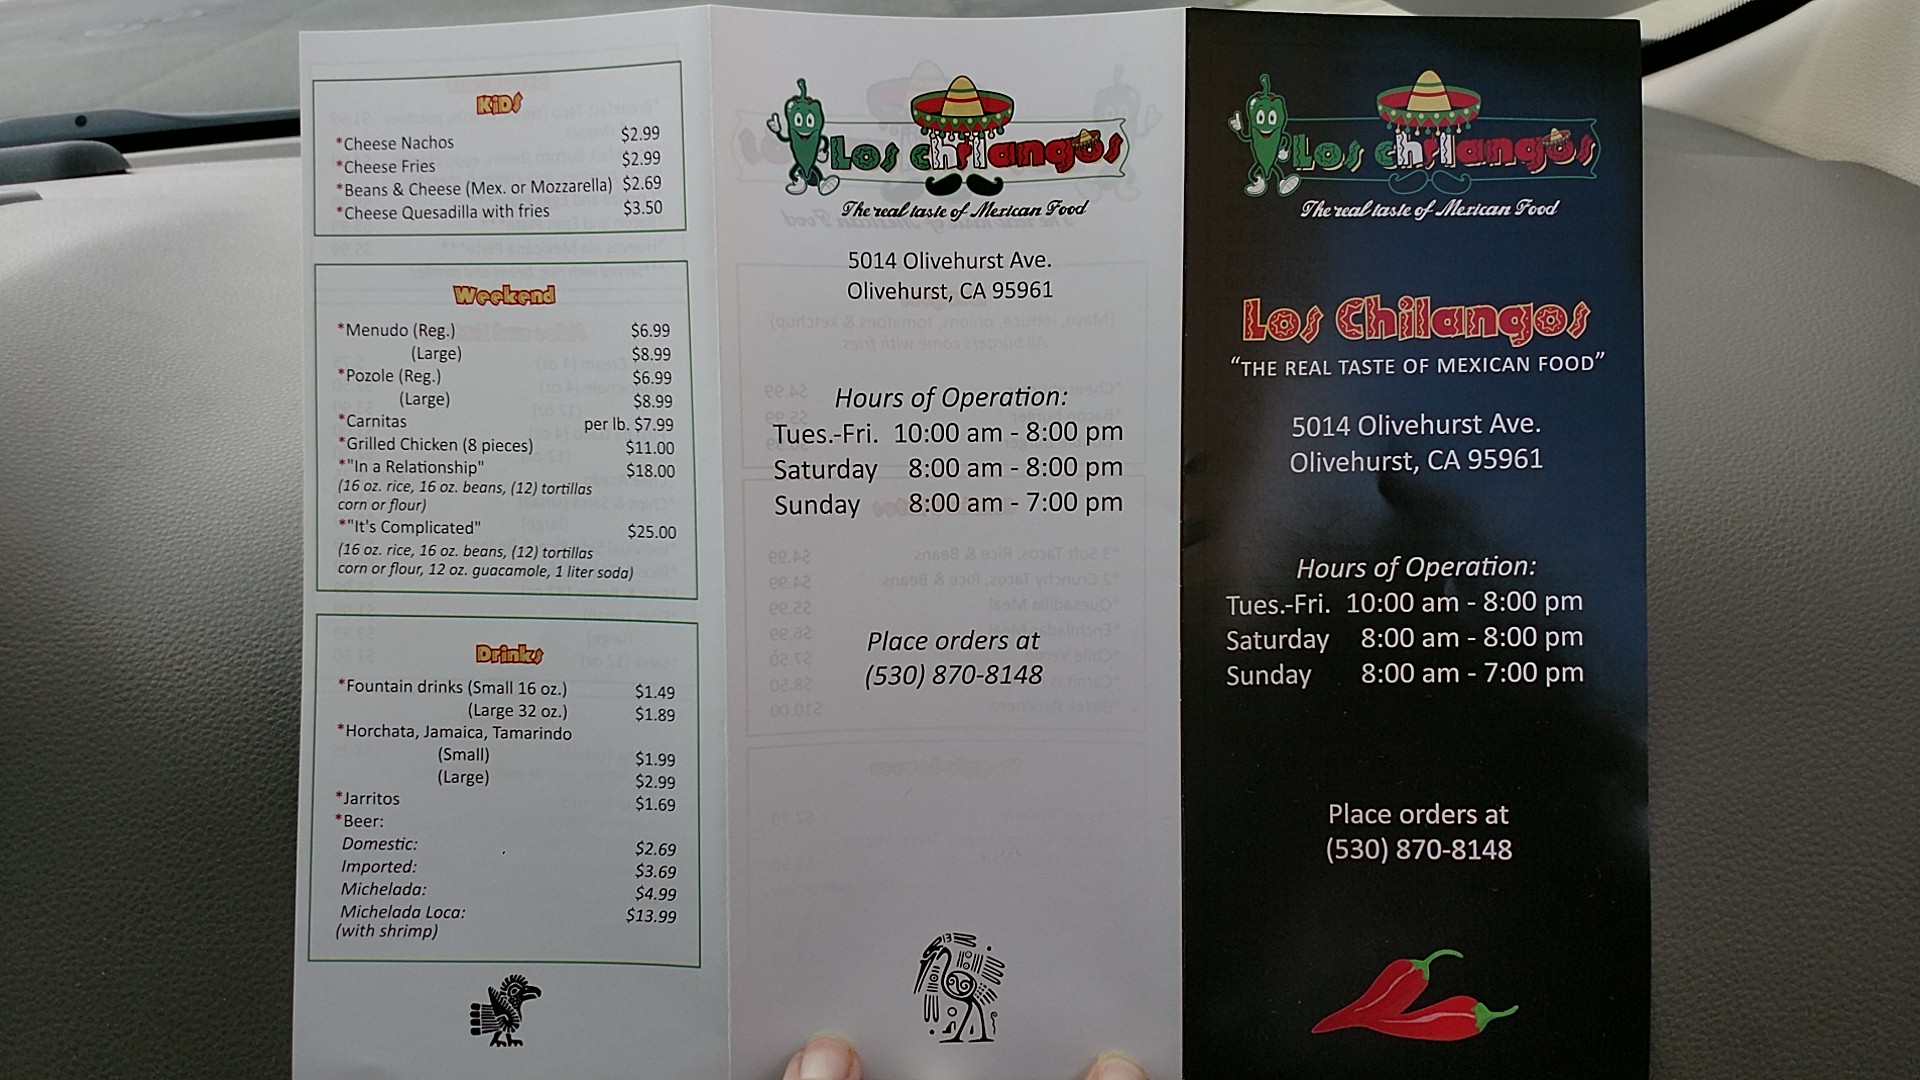 Kids
*Cheese Nachos $2.99
*Cheese Fries $2.99
*Beans & Cheese (Mex. or Mozzarella) $2.69
*Cheese Quesadilla with fries $3.50
Weekend
*Menudo (Reg.) $6.99
(Large) $8.99
*Pozole (Reg.) $6.99
(Large) $8.99
*Carnitas per lb. $7.99
*Grilled Chicken (8 pieces) $11.00
*"In a Relationship" $18.00
(16 oz. rice, 16 oz. beans, (12) tortillas
corn or flour)
*"It's Complicated" $25.00
(16 oz. rice, 16 oz. beans, (12) tortillas
corn or flour, 12 oz. guacamole, 1 liter soda)
Drinks
*Fountain drinks (Small 16 oz.) $1.49
(Large 32 oz.) $1.89
*Horchata, Jamaica, Tamarindo
(Small) $1.99
(Large) $2.99
*Jarritos $1.69
*Beer:
Domestic: $2.69
Imported: $3.69
Michelada: $4.99
Michelada Loca: $13.99
(with shrimp)
Los chilangos
The real taste of Mexican Food
5014 Olivehurst Ave.
Olivehurst, CA 95961
Hours of Operation:
Tues.-Fri. 10:00 am - 8:00 pm
Saturday 8:00 am - 8:00 pm
Sunday 8:00 am - 7:00 pm
Place orders at
(530) 870-8148
Los chilangos
The real taste of Mexican Food
Los Chilangos
"THE REAL TASTE OF MEXICAN FOOD"
5014 Olivehurst Ave.
Olivehurst, CA 95961
Hours of Operation:
Tues.-Fri. 10:00 am - 8:00 pm
Saturday 8:00 am - 8:00 pm
Sunday 8:00 am - 7:00 pm
Place orders at
(530) 870-8148